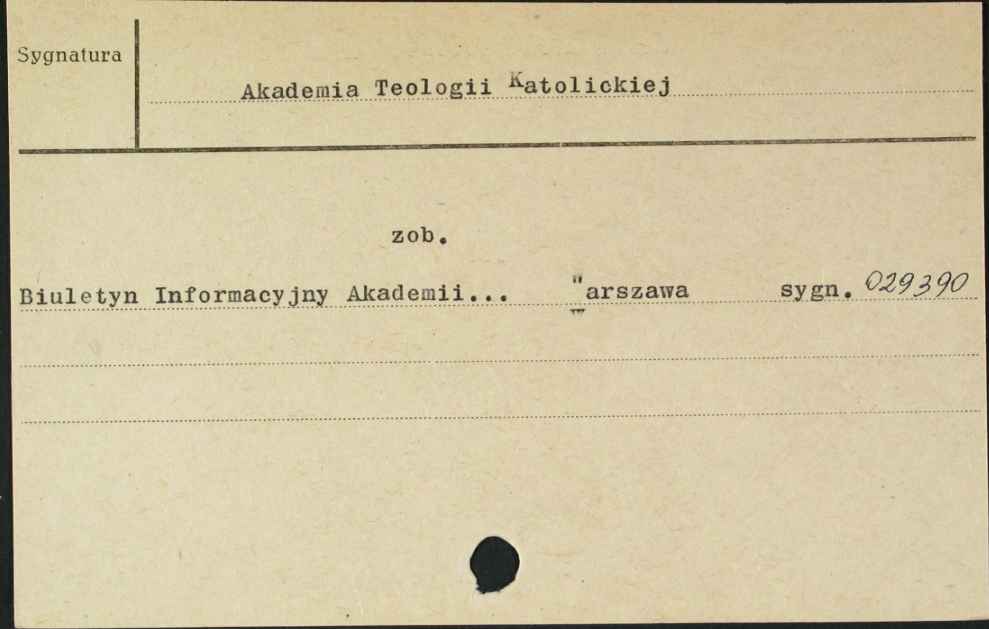 Sygnatura
Akademia Teologii Katolickiej
zob.
Biuletyn Informacyjny Akademii... Warszawa sygn. 029390